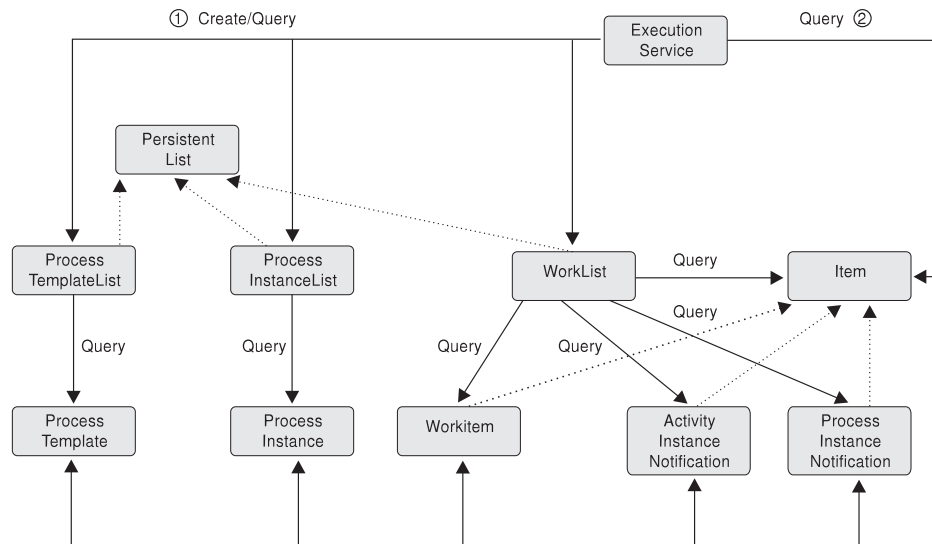 ① Create/Query
Execution
Service
Query ②
Persistent
List
Process
TemplateList
Process
InstanceList
WorkList
Query
Item
Query
Query
Query
Query
Query
Process
Template
Process
Instance
Workitem
Activity
Instance
Notification
Process
Instance
Notification